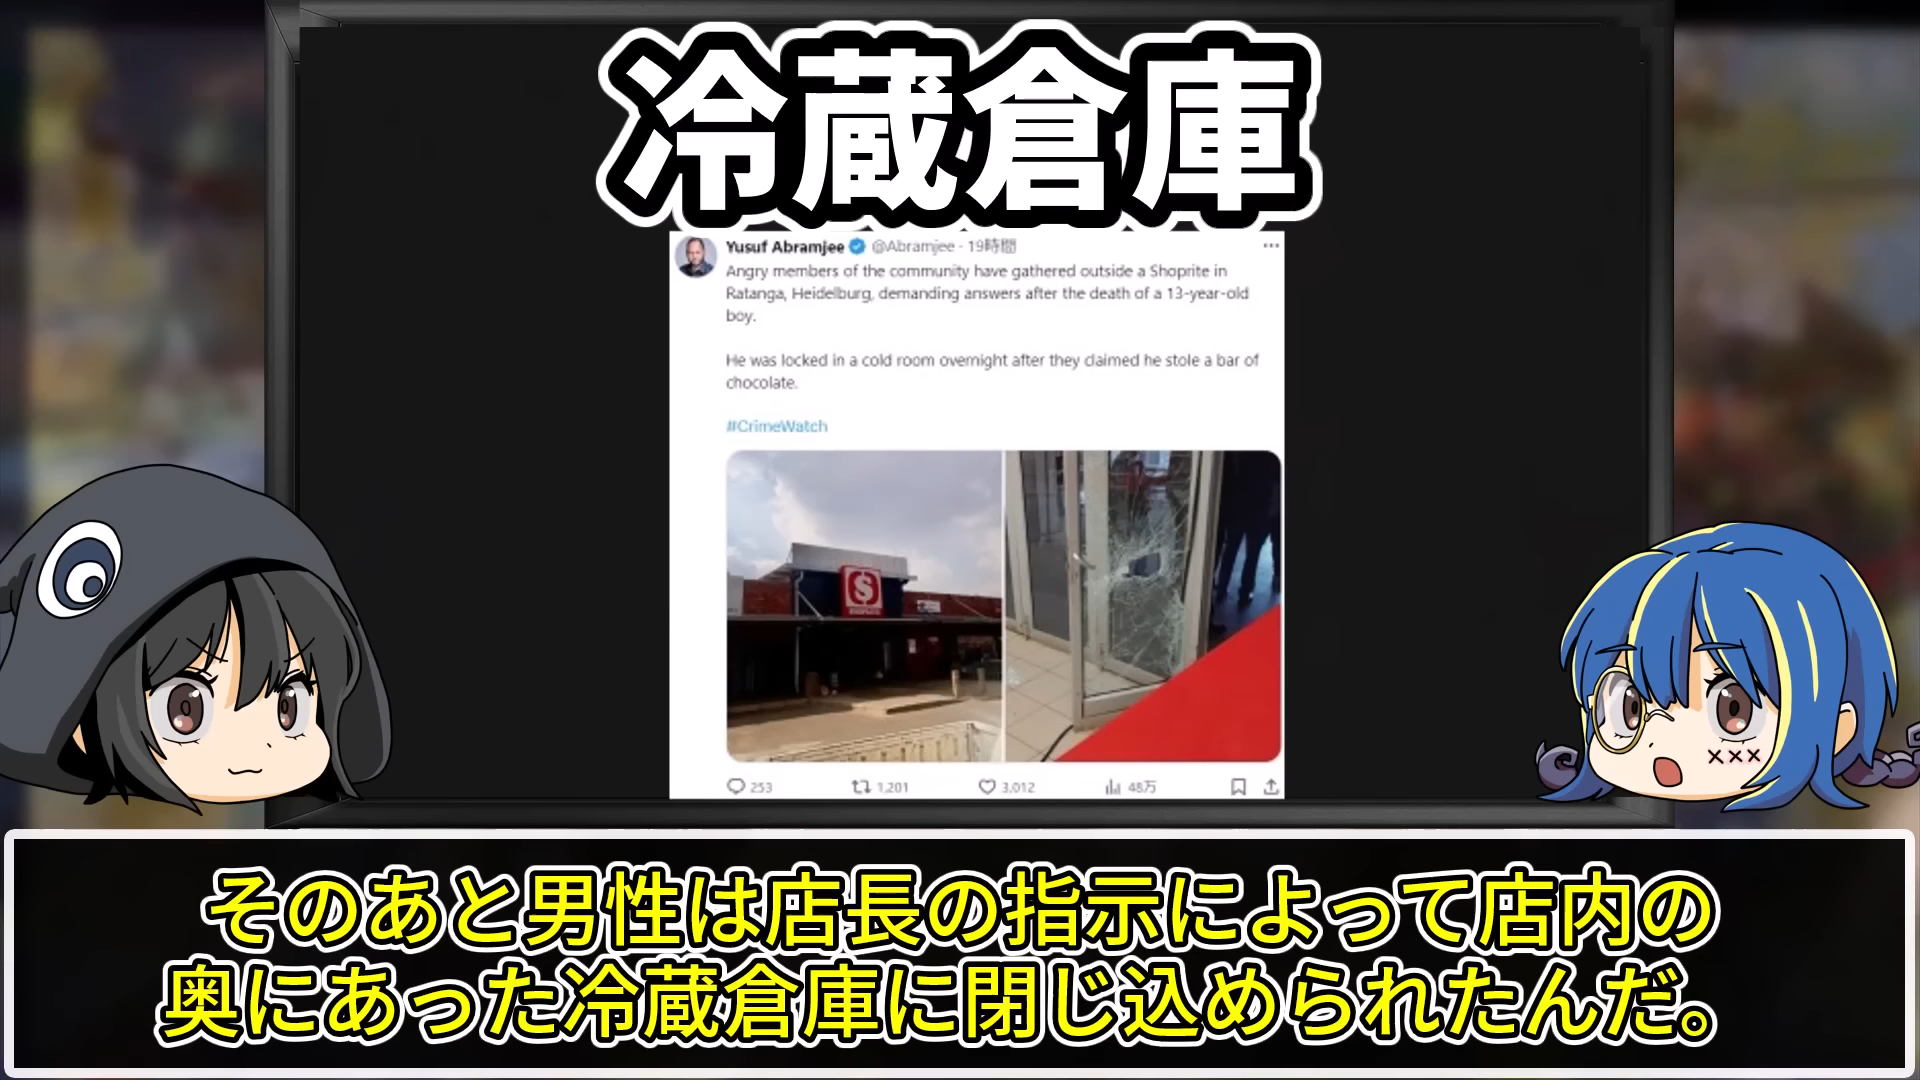 冷蔵倉庫
Yusuf Abramjee @Abramjee · 19時間
Angry members of the community have gathered outside a Shoprite in
Ratanga, Heidelburg, demanding answers after the death of a 13-year-old
boy.
He was locked in a cold room overnight after they claimed he stole a bar of
chocolate.
#CrimeWatch
SHOPRITE
253 1,201 3,012 48万
そのあと男性は店長の指示によって店内の
奥にあった冷蔵倉庫に閉じ込められたんだ。